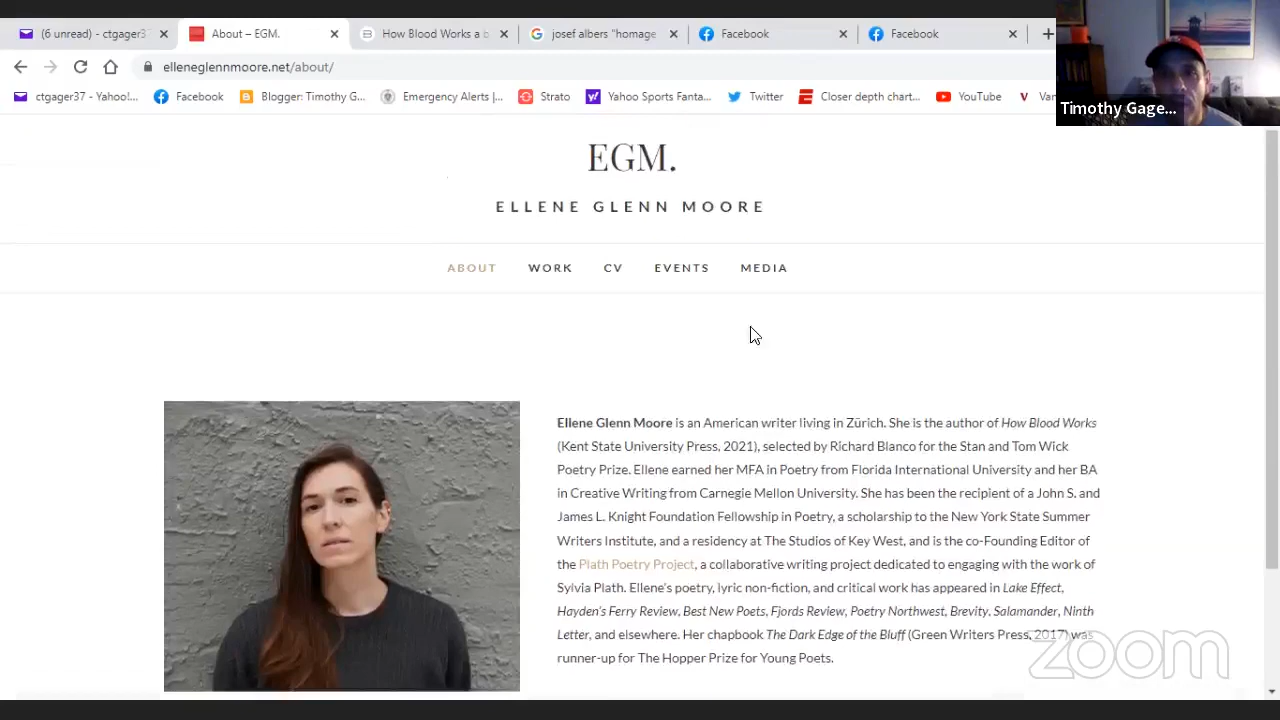 (6 unread) - ctgager37
About – EGM.
How Blood Works a b
josef albers "homage
Facebook
Facebook
elleneglennmoore.net/about/
ctgager37 - Yahoo!...
Facebook
Blogger: Timothy G...
Emergency Alerts |...
Strato
Yahoo Sports Fanta...
Twitter
Closer depth chart...
YouTube
Timothy Gage...
EGM.
ELLENE GLENN MOORE
ABOUT WORK CV EVENTS MEDIA
Ellene Glenn Moore is an American writer living in Zürich. She is the author of How Blood Works
(Kent State University Press, 2021), selected by Richard Blanco for the Stan and Tom Wick
Poetry Prize. Ellene earned her MFA in Poetry from Florida International University and her BA
in Creative Writing from Carnegie Mellon University. She has been the recipient of a John S. and
James L. Knight Foundation Fellowship in Poetry, a scholarship to the New York State Summer
Writers Institute, and a residency at The Studios of Key West, and is the co-Founding Editor of
the Plath Poetry Project, a collaborative writing project dedicated to engaging with the work of
Sylvia Plath. Ellene's poetry, lyric non-fiction, and critical work has appeared in Lake Effect,
Hayden's Ferry Review, Best New Poets, Fjords Review, Poetry Northwest, Brevity, Salamander, Ninth
Letter, and elsewhere. Her chapbook The Dark Edge of the Bluff (Green Writers Press, 2017) was
runner-up for The Hopper Prize for Young Poets.
zoom